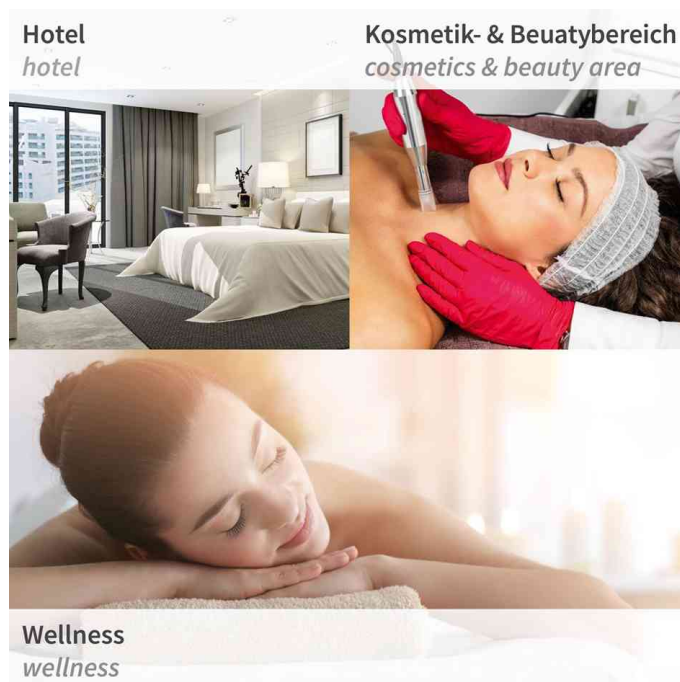 Hotel
hotel
Kosmetik- & Beuatybereich
cosmetics & beauty area
Wellness
wellness